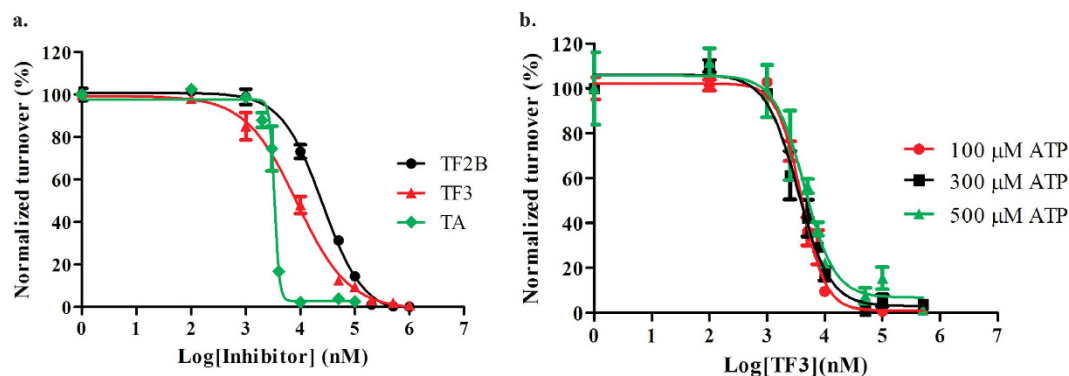 a.
120
100
80
60
40
20
0
Normalized turnover (%)
0 1 2 3 4 5 6 7
Log[Inhibitor] (nM)
TF2B
TF3
TA
b.
120
100
80
60
40
20
0
Normalized turnover (%)
0 1 2 3 4 5 6 7
Log[TF3](nM)
100 μM ATP
300 μM ATP
500 μM ATP